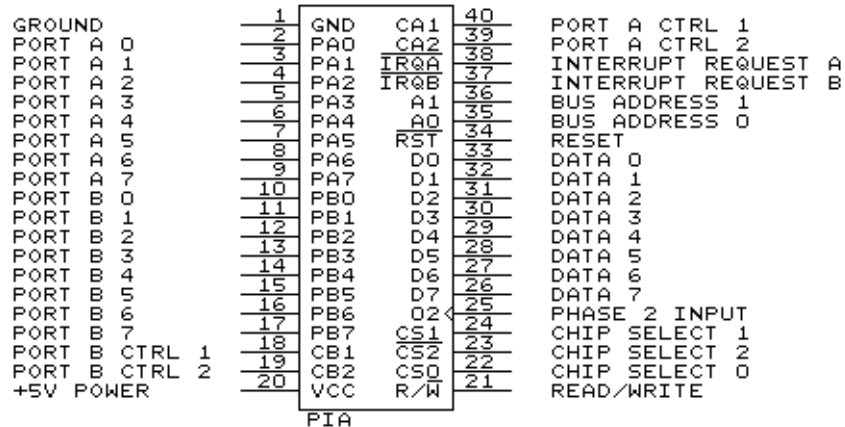 GROUND 1 GND CA1 40 PORT A CTRL 1
PORT A 0 2 PA0 CA2 39 PORT A CTRL 2
PORT A 1 3 PA1 IRQA 38 INTERRUPT REQUEST A
PORT A 2 4 PA2 IRQB 37 INTERRUPT REQUEST B
PORT A 3 5 PA3 A1 36 BUS ADDRESS 1
PORT A 4 6 PA4 A0 35 BUS ADDRESS 0
PORT A 5 7 PA5 RST 34 RESET
PORT A 6 8 PA6 D0 33 DATA 0
PORT A 7 9 PA7 D1 32 DATA 1
PORT B 0 10 PB0 D2 31 DATA 2
PORT B 1 11 PB1 D3 30 DATA 3
PORT B 2 12 PB2 D4 29 DATA 4
PORT B 3 13 PB3 D5 28 DATA 5
PORT B 4 14 PB4 D6 27 DATA 6
PORT B 5 15 PB5 D7 26 DATA 7
PORT B 6 16 PB6 O2 25 PHASE 2 INPUT
PORT B 7 17 PB7 CS1 24 CHIP SELECT 1
PORT B CTRL 1 18 CB1 CS2 23 CHIP SELECT 2
PORT B CTRL 2 19 CB2 CS0 22 CHIP SELECT 0
+5V POWER 20 VCC R/W 21 READ/WRITE
PIA